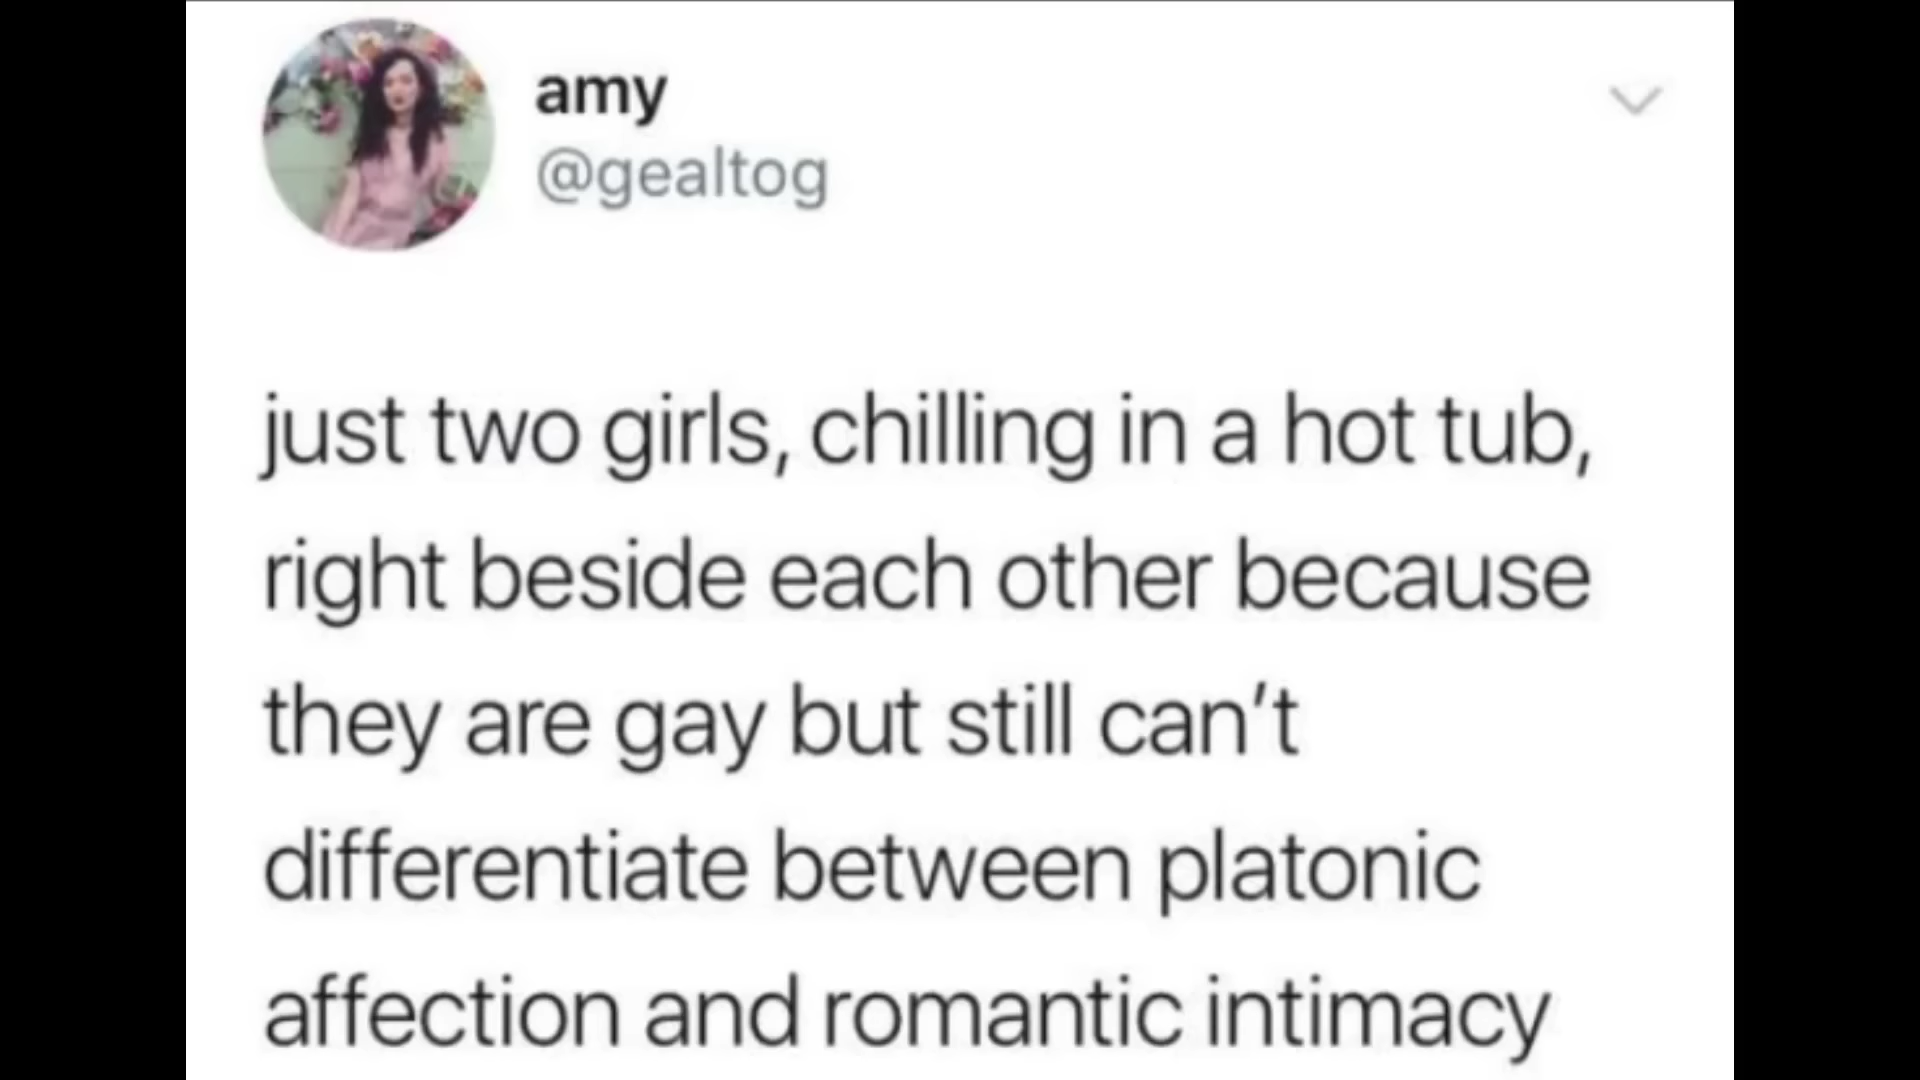 amy
@gealtog
just two girls, chilling in a hot tub,
right beside each other because
they are gay but still can’t
differentiate between platonic
affection and romantic intimacy